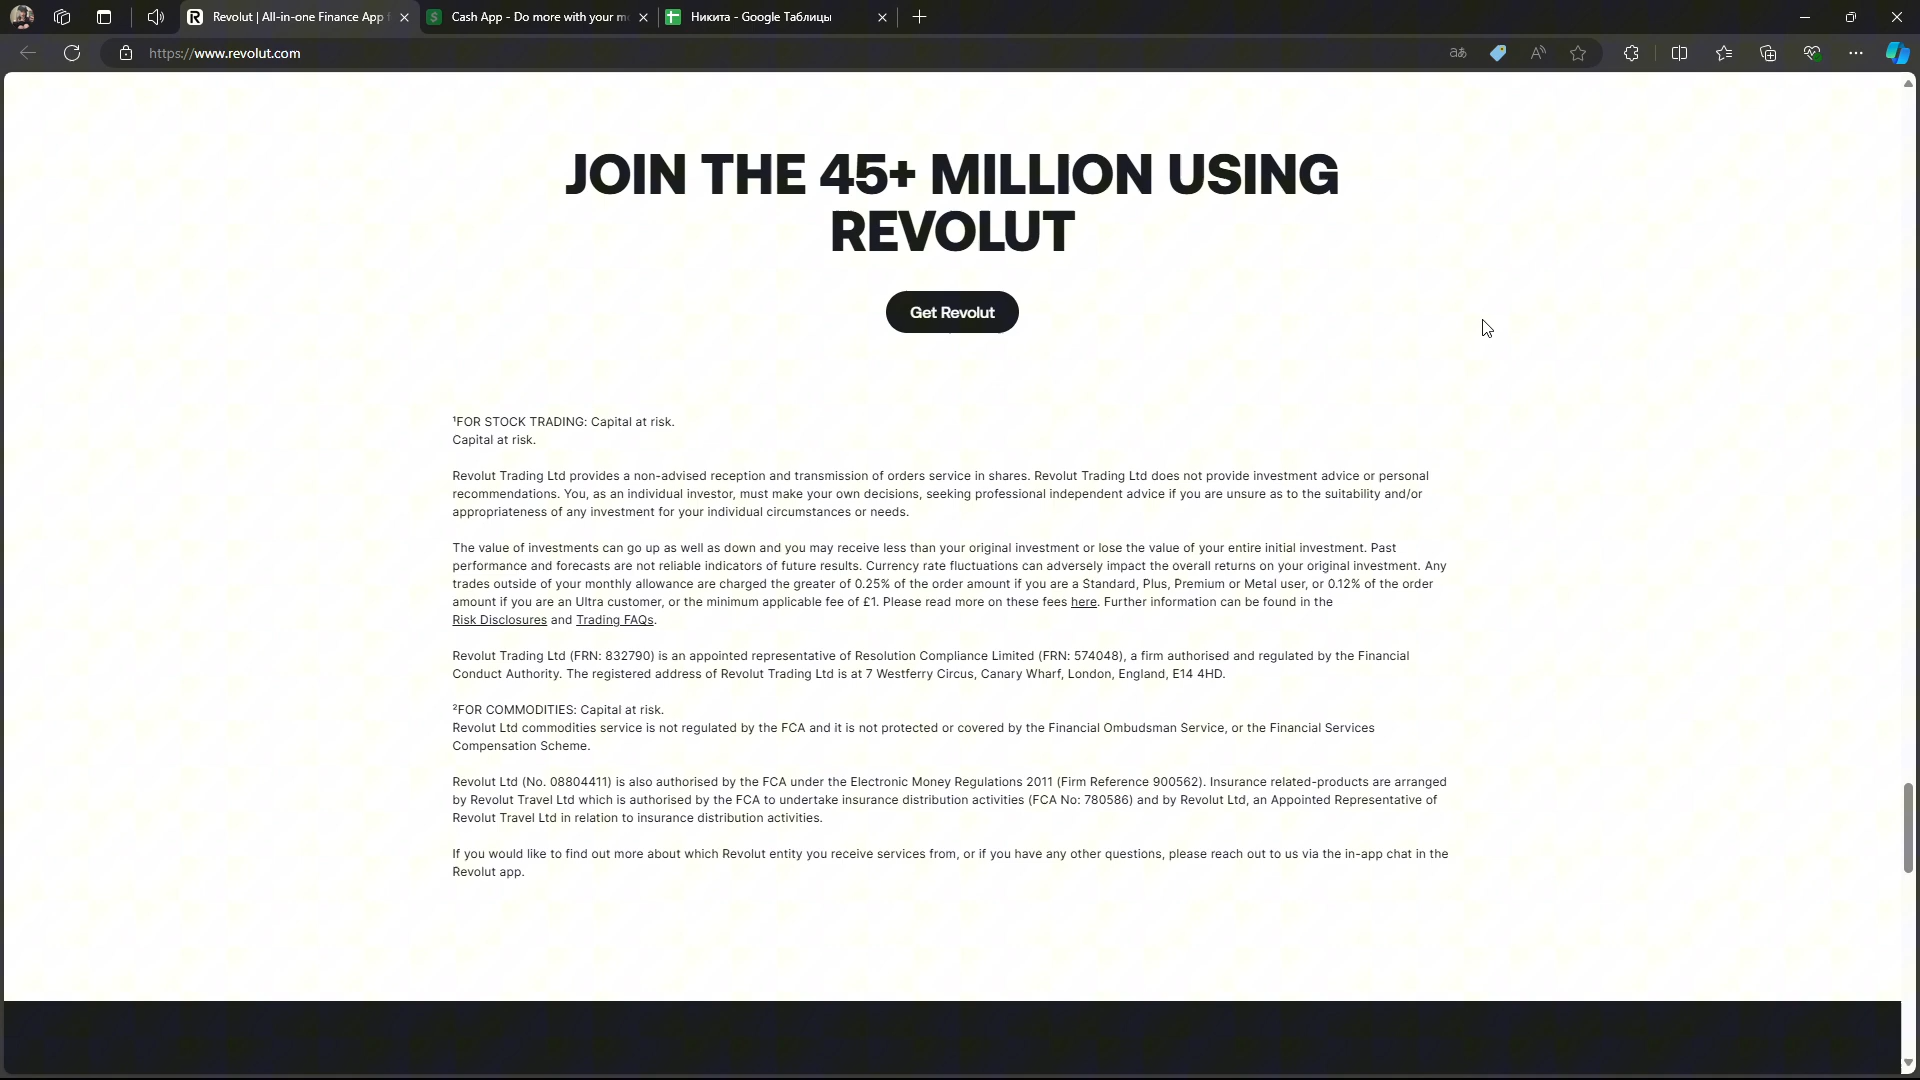 Revolut | All-in-one Finance App f
Cash App - Do more with your m
Никита - Google Таблицы
https://www.revolut.com
JOIN THE 45+ MILLION USING
REVOLUT
Get Revolut
¹FOR STOCK TRADING: Capital at risk.
Capital at risk.
Revolut Trading Ltd provides a non-advised reception and transmission of orders service in shares. Revolut Trading Ltd does not provide investment advice or personal
recommendations. You, as an individual investor, must make your own decisions, seeking professional independent advice if you are unsure as to the suitability and/or
appropriateness of any investment for your individual circumstances or needs.
The value of investments can go up as well as down and you may receive less than your original investment or lose the value of your entire initial investment. Past
performance and forecasts are not reliable indicators of future results. Currency rate fluctuations can adversely impact the overall returns on your original investment. Any
trades outside of your monthly allowance are charged the greater of 0.25% of the order amount if you are a Standard, Plus, Premium or Metal user, or 0.12% of the order
amount if you are an Ultra customer, or the minimum applicable fee of £1. Please read more on these fees here. Further information can be found in the
Risk Disclosures and Trading FAQs.
Revolut Trading Ltd (FRN: 832790) is an appointed representative of Resolution Compliance Limited (FRN: 574048), a firm authorised and regulated by the Financial
Conduct Authority. The registered address of Revolut Trading Ltd is at 7 Westferry Circus, Canary Wharf, London, England, E14 4HD.
²FOR COMMODITIES: Capital at risk.
Revolut Ltd commodities service is not regulated by the FCA and it is not protected or covered by the Financial Ombudsman Service, or the Financial Services
Compensation Scheme.
Revolut Ltd (No. 08804411) is also authorised by the FCA under the Electronic Money Regulations 2011 (Firm Reference 900562). Insurance related-products are arranged
by Revolut Travel Ltd which is authorised by the FCA to undertake insurance distribution activities (FCA No: 780586) and by Revolut Ltd, an Appointed Representative of
Revolut Travel Ltd in relation to insurance distribution activities.
If you would like to find out more about which Revolut entity you receive services from, or if you have any other questions, please reach out to us via the in-app chat in the
Revolut app.